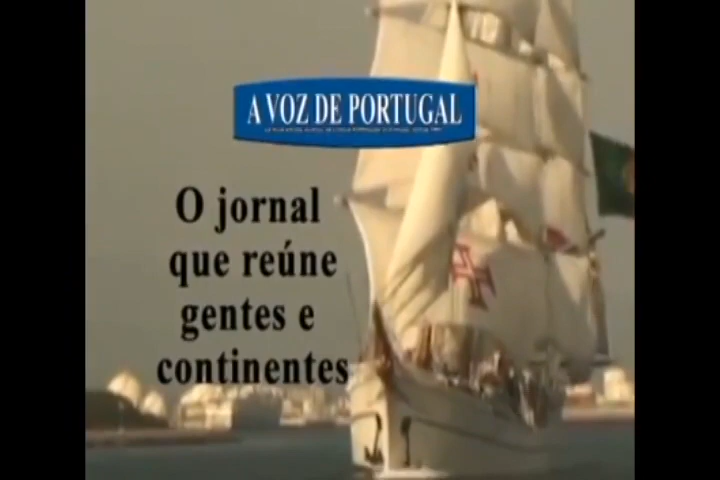 A VOZ DE PORTUGAL
O jornal
que reúne
gentes e
continentes